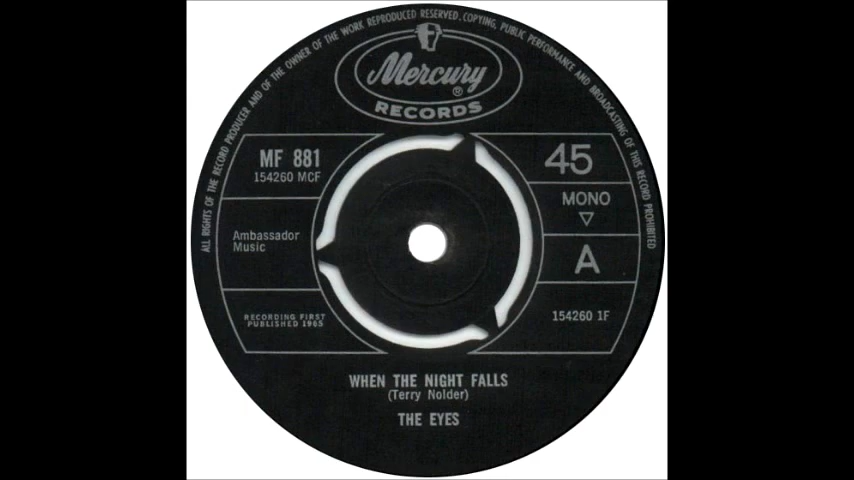 ALL RIGHTS OF THE RECORD PRODUCER AND OF THE OWNER OF THE WORK REPRODUCED RESERVED. COPYING, PUBLIC PERFORMANCE AND BROADCASTING OF THIS RECORD PROHIBITED
Mercury®
RECORDS
MF 881
154260 MCF
45
MONO
Ambassador
Music
A
RECORDING FIRST
PUBLISHED 1965
154260 1F
WHEN THE NIGHT FALLS
(Terry Nolder)
THE EYES